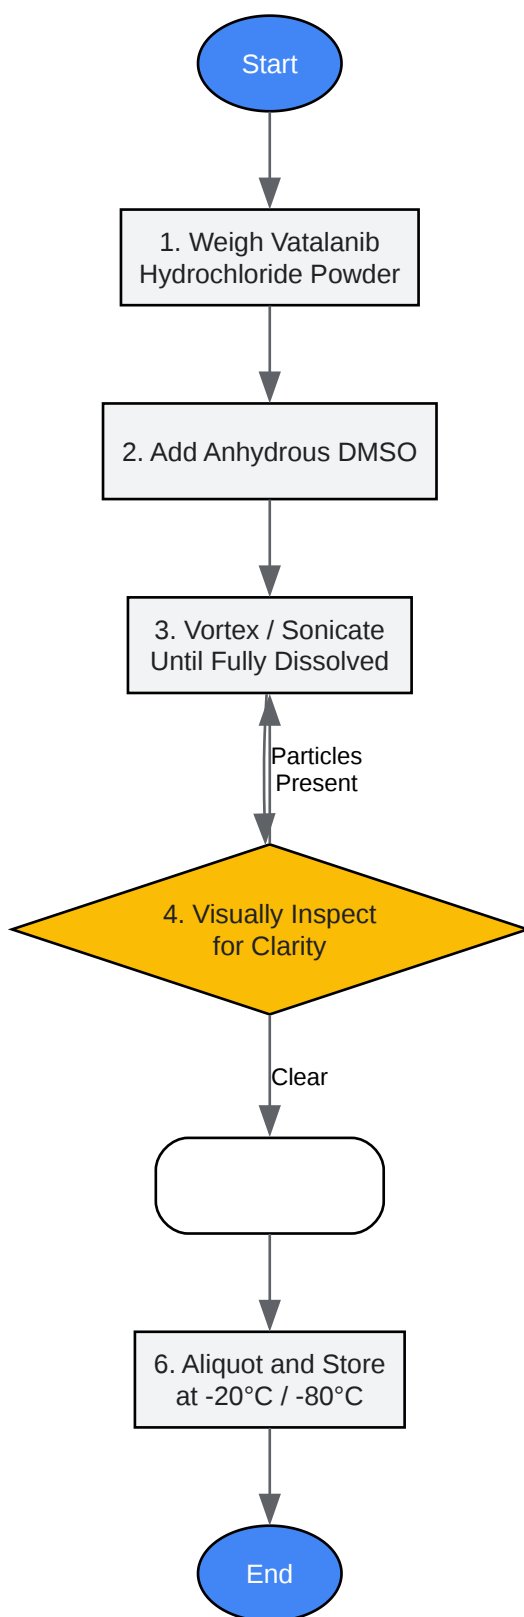 Start
1. Weigh Vatalanib
Hydrochloride Powder
2. Add Anhydrous DMSO
3. Vortex / Sonicate
Until Fully Dissolved
Particles
Present
4. Visually Inspect
for Clarity
Clear
6. Aliquot and Store
at -20°C / -80°C
End